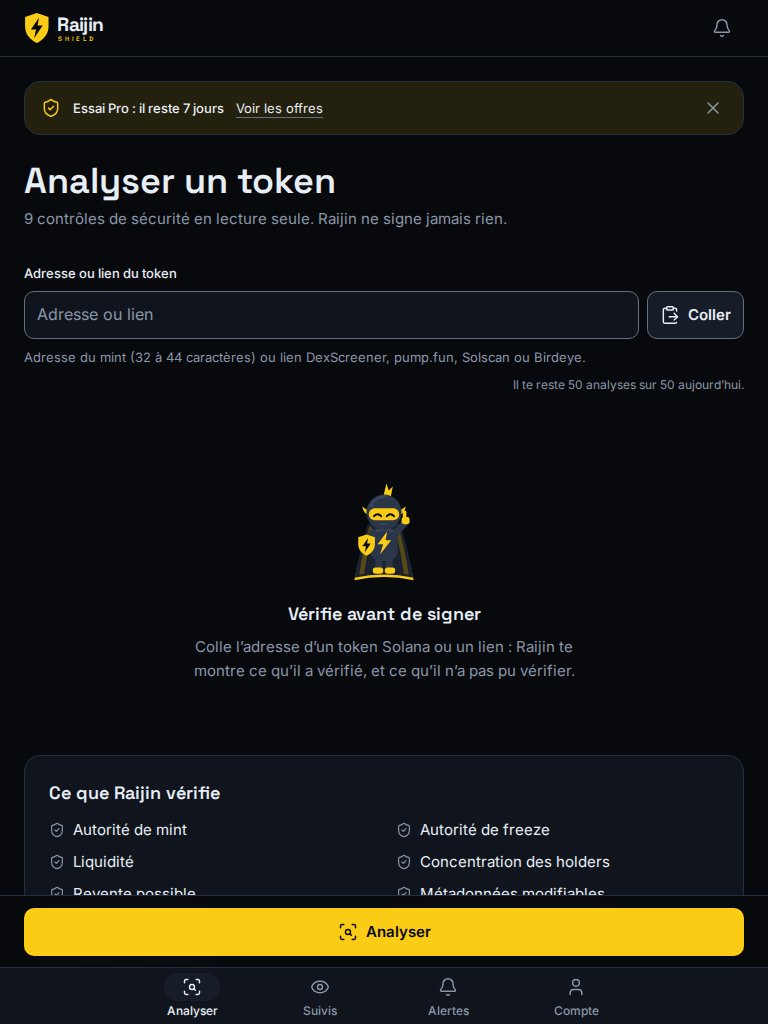 Raijin
SHIELD
Essai Pro : il reste 7 jours Voir les offres
Analyser un token
9 contrôles de sécurité en lecture seule. Raijin ne signe jamais rien.
Adresse ou lien du token
Adresse ou lien
Coller
Adresse du mint (32 à 44 caractères) ou lien DexScreener, pump.fun, Solscan ou Birdeye.
Il te reste 50 analyses sur 50 aujourd’hui.
Vérifie avant de signer
Colle l’adresse d’un token Solana ou un lien : Raijin te
montre ce qu’il a vérifié, et ce qu’il n’a pas pu vérifier.
Ce que Raijin vérifie
Autorité de mint
Autorité de freeze
Liquidité
Concentration des holders
Revente possible
Métadonnées modifiables
Analyser
Analyser
Suivis
Alertes
Compte